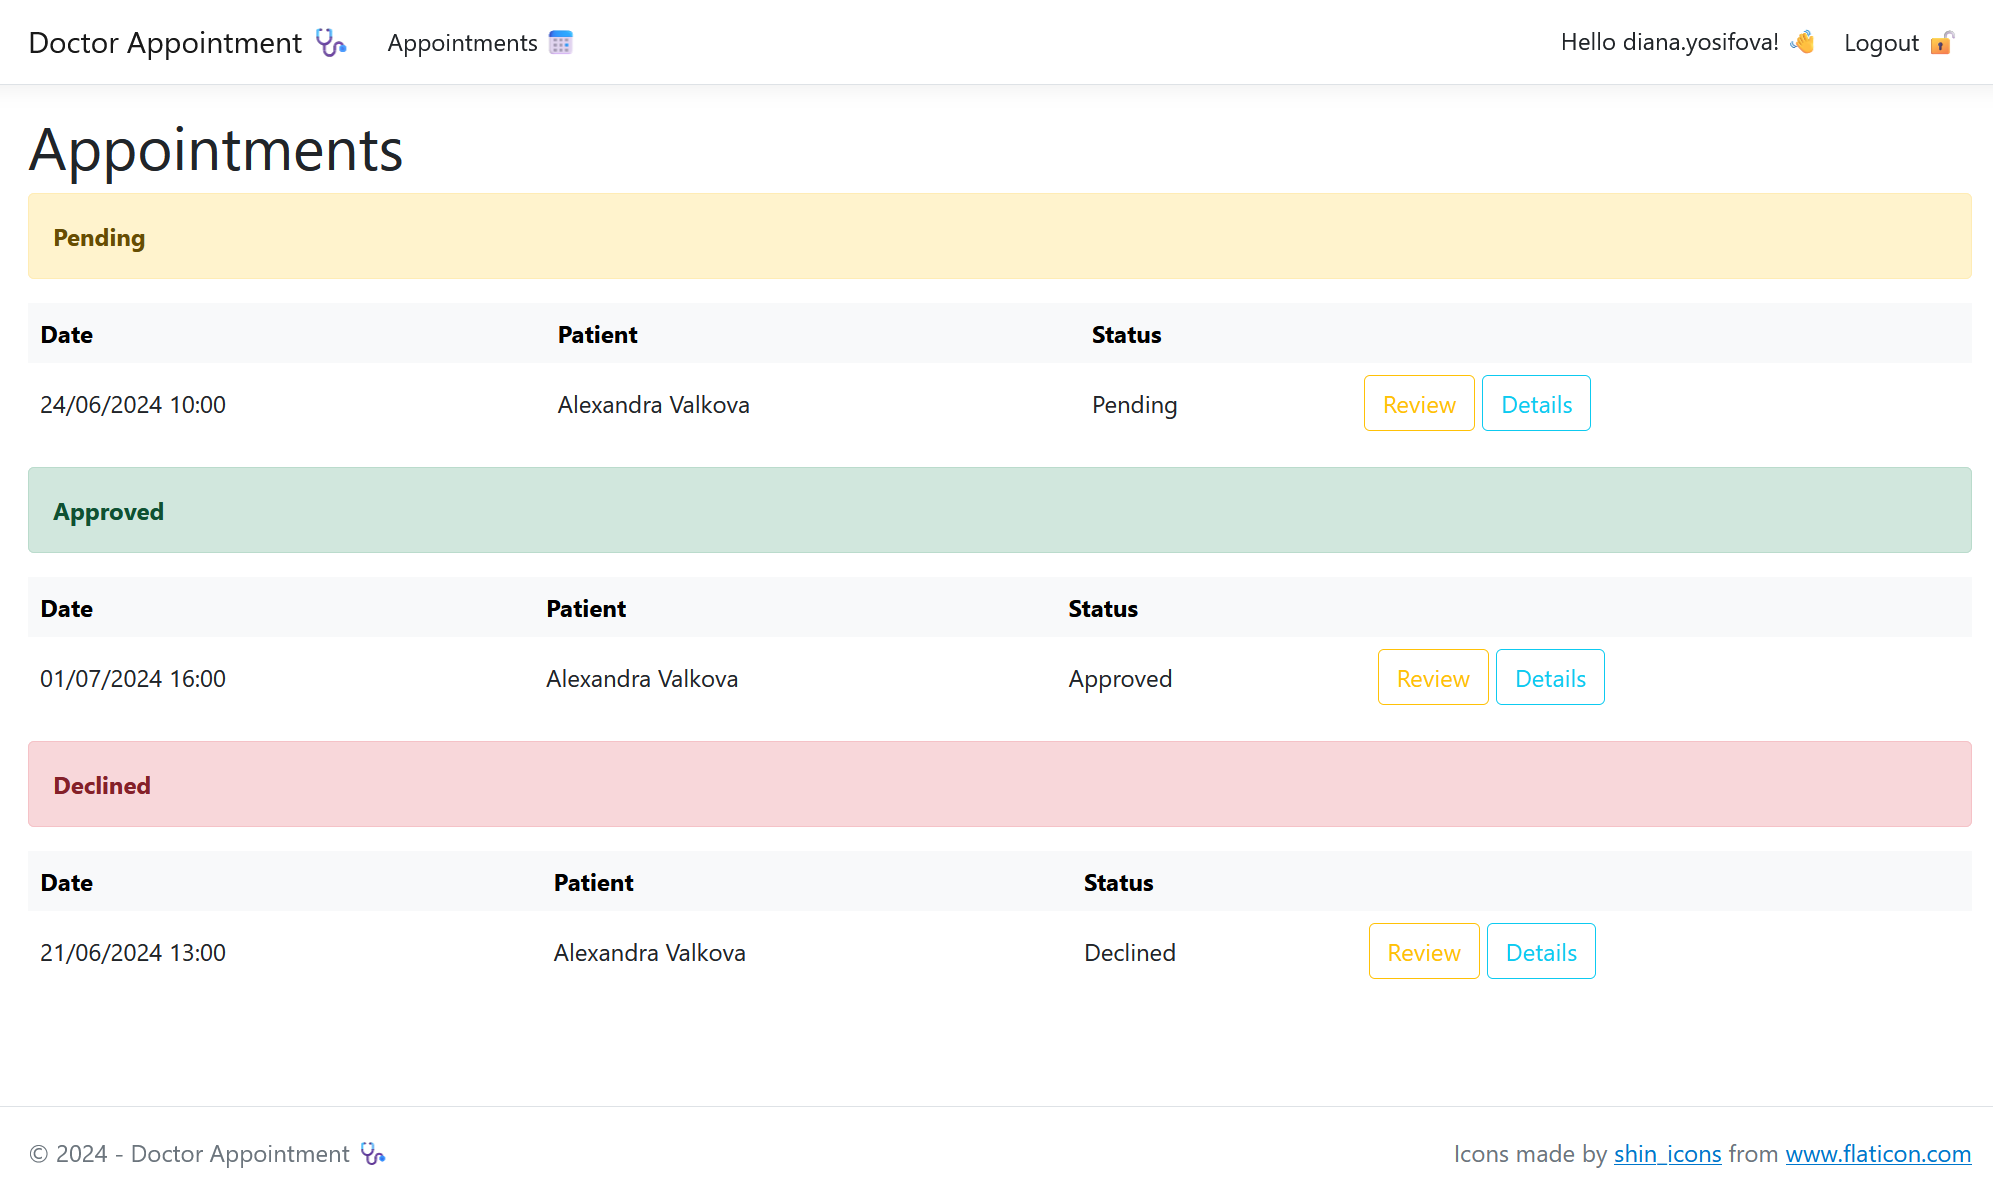 Doctor Appointment Appointments Hello diana.yosifova! Logout
Appointments
Pending
Date Patient Status
24/06/2024 10:00 Alexandra Valkova Pending Review Details
Approved
Date Patient Status
01/07/2024 16:00 Alexandra Valkova Approved Review Details
Declined
Date Patient Status
21/06/2024 13:00 Alexandra Valkova Declined Review Details
© 2024 - Doctor Appointment Icons made by shin_icons from www.flaticon.com